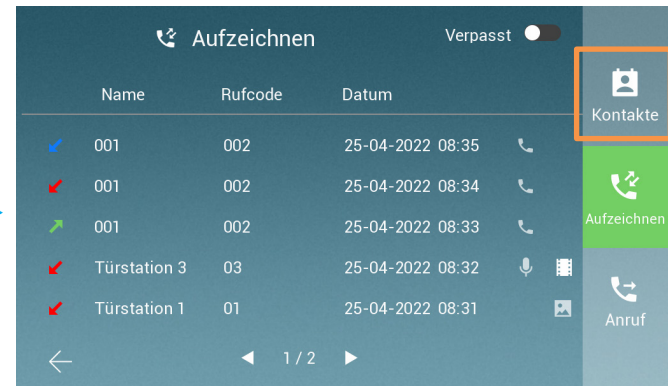 Aufzeichnen Verpasst
Name Rufcode Datum
001 002 25-04-2022 08:35
001 002 25-04-2022 08:34
001 002 25-04-2022 08:33
Türstation 3 03 25-04-2022 08:32
Türstation 1 01 25-04-2022 08:31
1 / 2
Kontakte
Aufzeichnen
Anruf